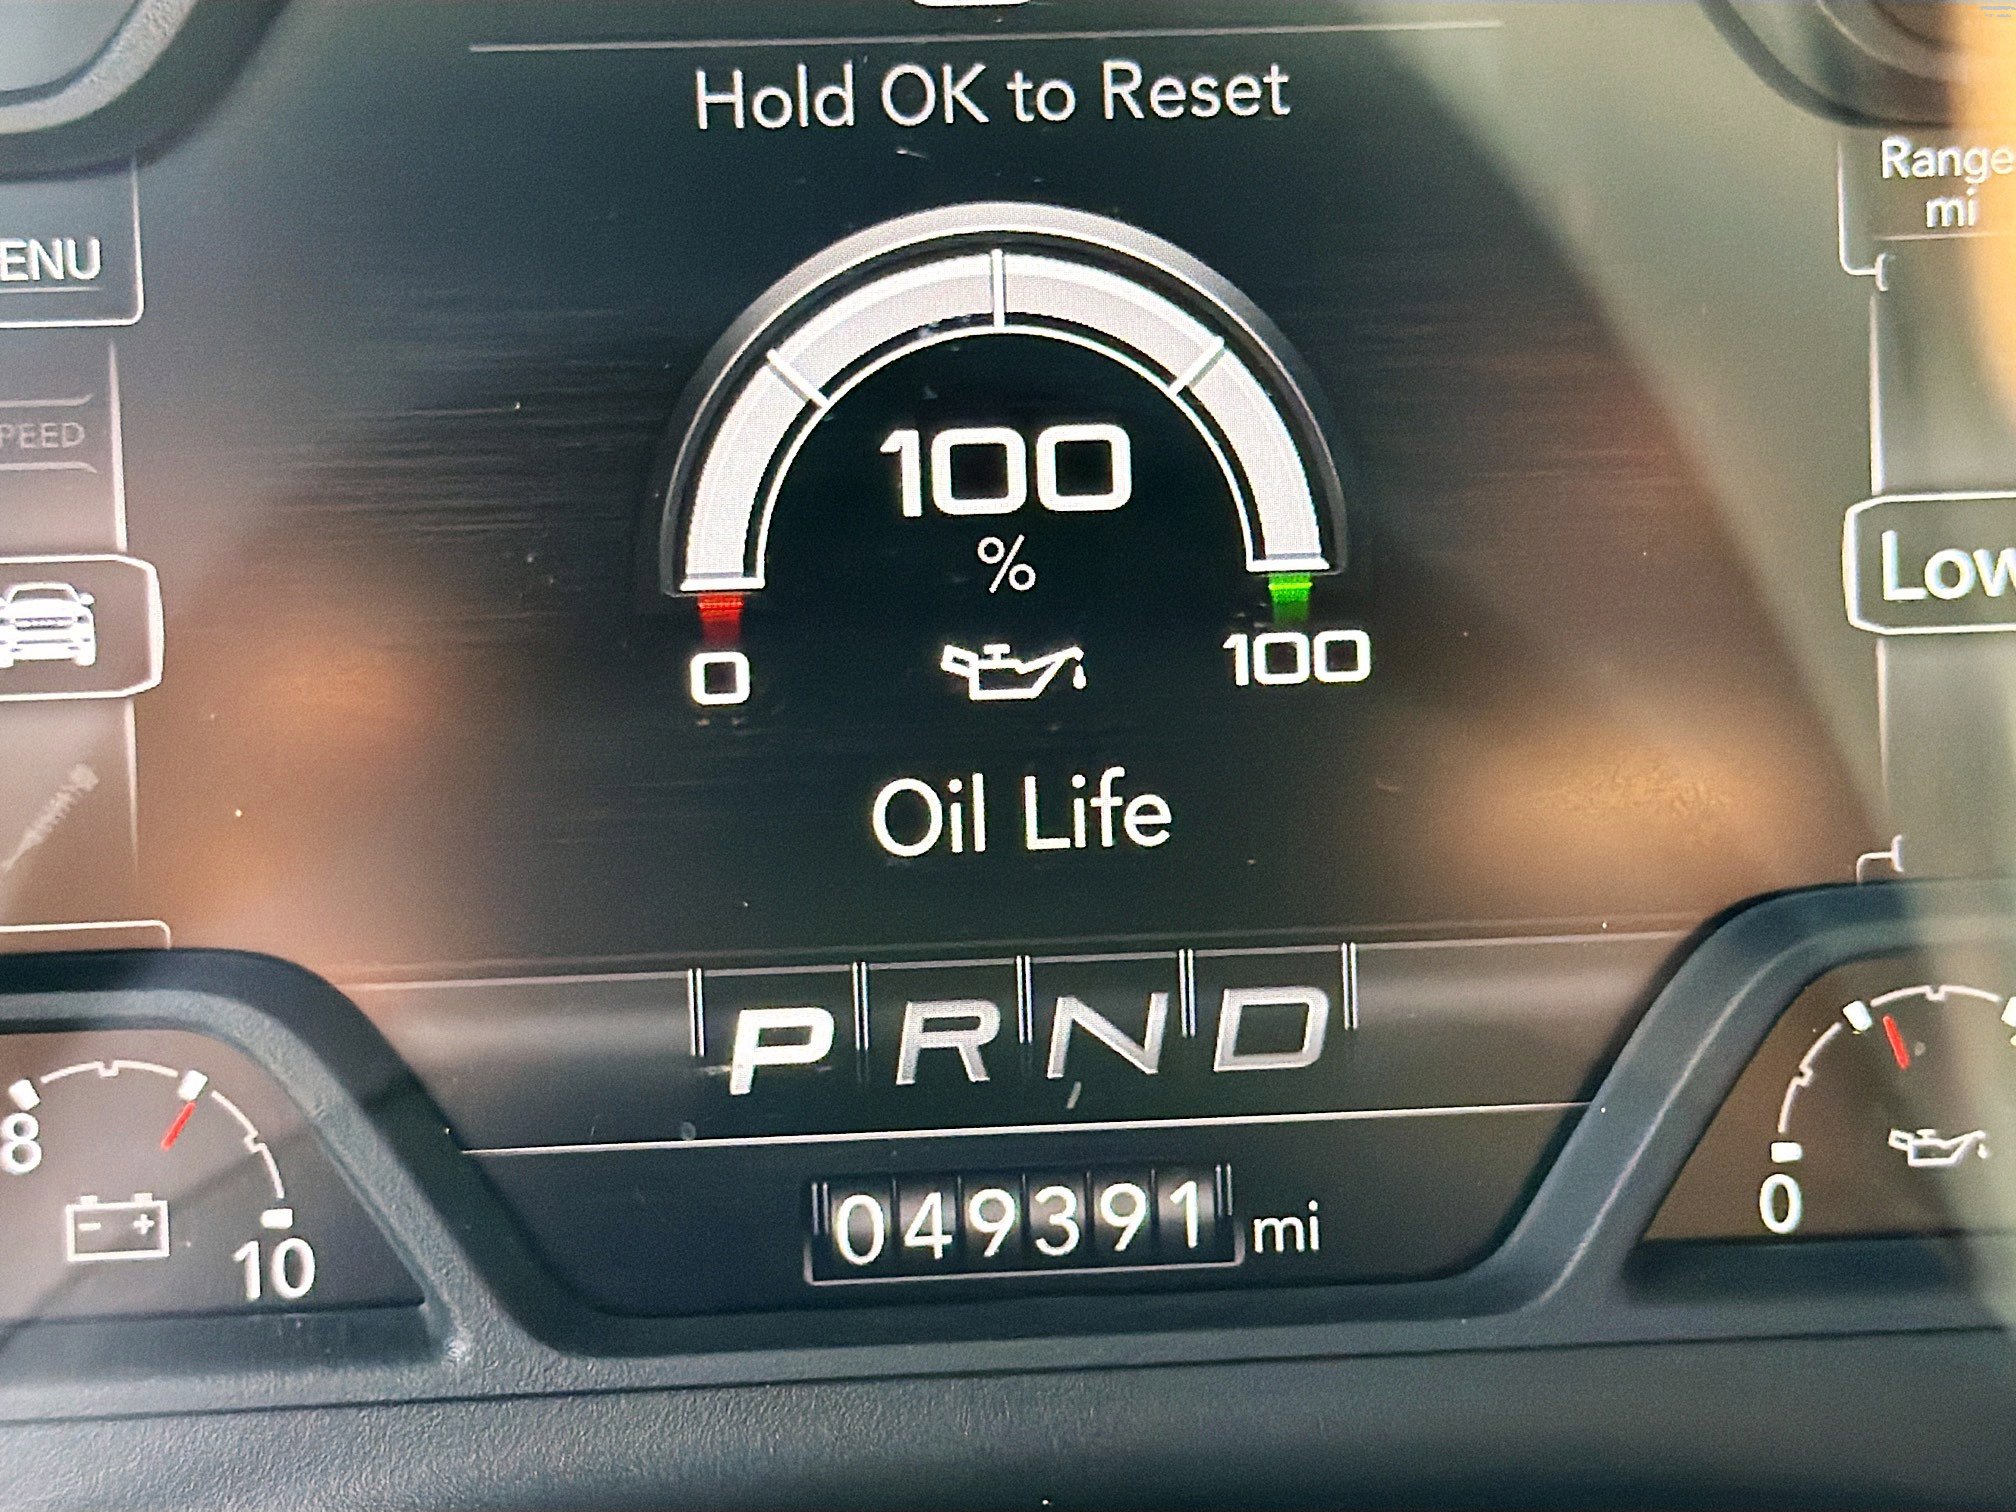 Hold OK to Reset
Range
mi
ENU
PEED
100
%
Low
0
100
Oil Life
P R N D
8
10
049391 mi
0